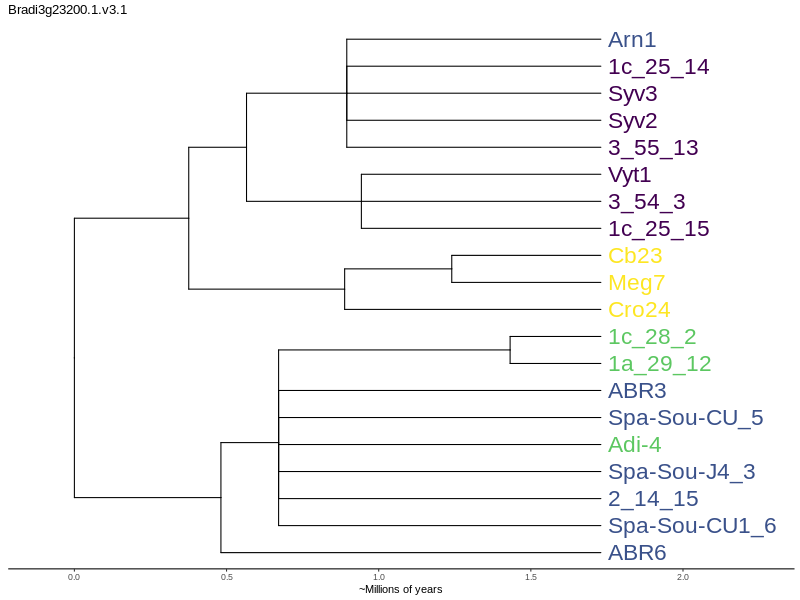 Bradi3g23200.1.v3.1
Arn1
1c_25_14
Syv3
Syv2
3_55_13
Vyt1
3_54_3
1c_25_15
Cb23
Meg7
Cro24
1c_28_2
1a_29_12
ABR3
Spa-Sou-CU_5
Adi-4
Spa-Sou-J4_3
2_14_15
Spa-Sou-CU1_6
ABR6
0.0 0.5 1.0 1.5 2.0
~Millions of years